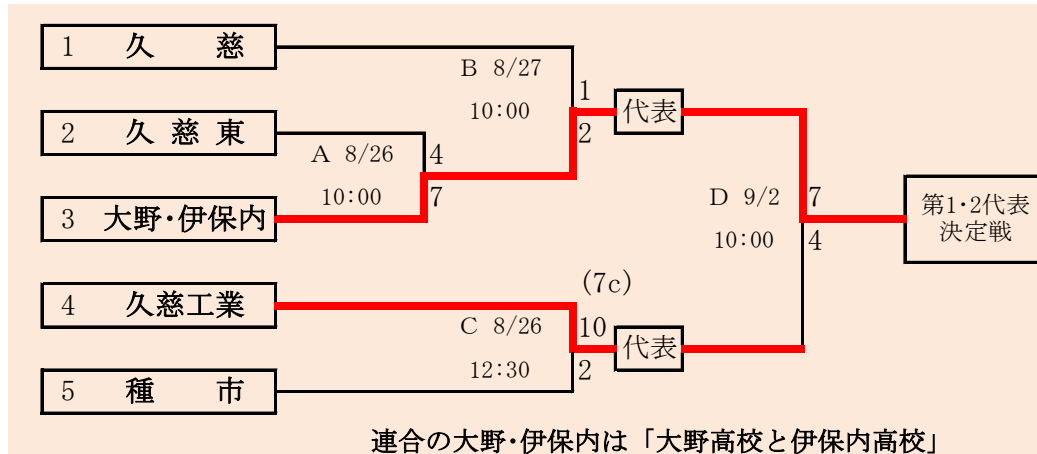 1 久 慈
B 8/27
10:00
1
2
代表
2 久 慈 東
A 8/26
10:00
4
7
3 大野・伊保内
D 9/2
10:00
7
4
第1・2代表
決定戦
4 久慈工業
(7c)
C 8/26
12:30
10
2
代表
5 種 市
連合の大野・伊保内は「大野高校と伊保内高校」